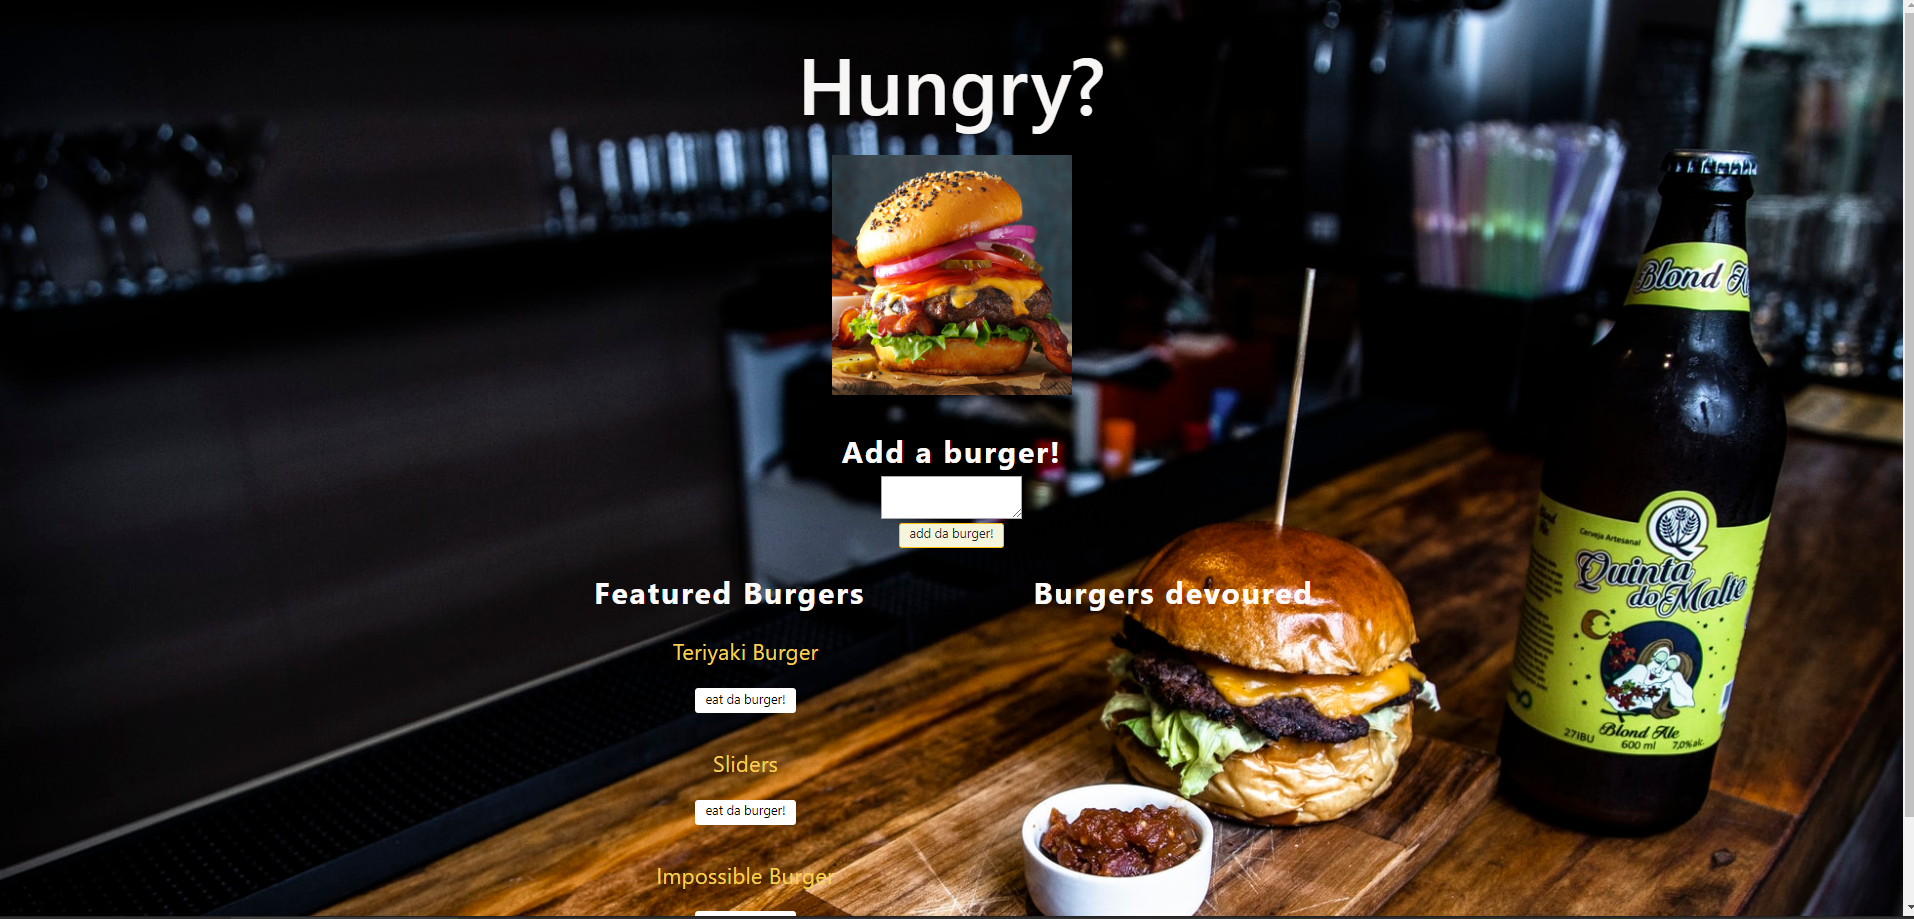 Hungry?
Add a burger!
add da burger!
Featured Burgers
Burgers devoured
Teriyaki Burger
eat da burger!
Sliders
eat da burger!
Impossible Burger
Blond A
Cerveja Artesanal
Quinta
do Malte
Blond Ale
27IBU
600 ml
7,0% alc.